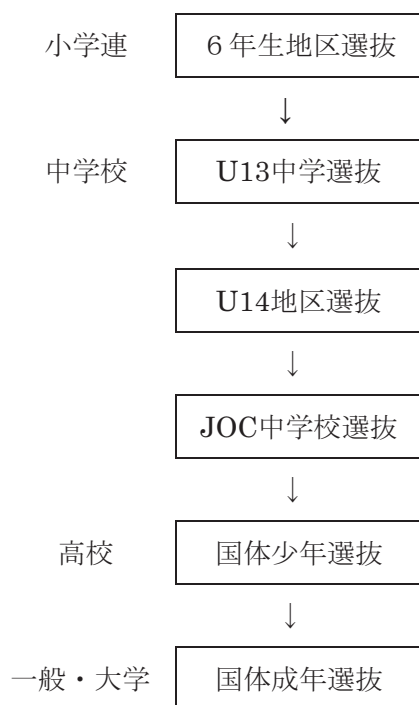 小学連 6年生地区選抜
↓
中学校 U13中学選抜
↓
U14地区選抜
↓
JOC中学校選抜
↓
高校 国体少年選抜
↓
一般・大学 国体成年選抜